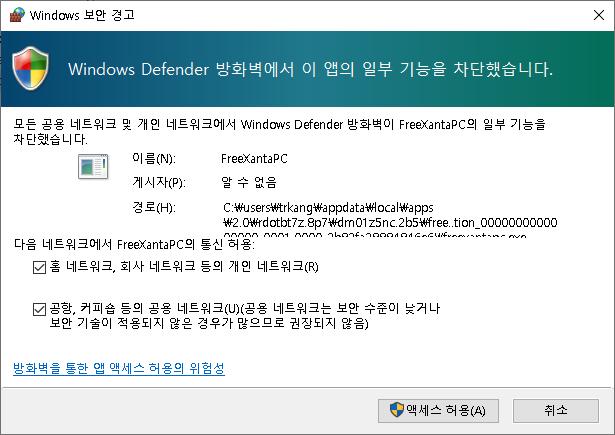 Windows 보안 경고
Windows Defender 방화벽에서 이 앱의 일부 기능을 차단했습니다.
모든 공용 네트워크 및 개인 네트워크에서 Windows Defender 방화벽이 FreeXantaPC의 일부 기능을
차단했습니다.
이름(N): FreeXantaPC
게시자(P): 알 수 없음
경로(H): C:₩users₩trkang₩appdata₩local₩apps
₩2.0₩rdotbt7z.8p7₩dm01z5nc.2b5₩free..tion_00000000000
다음 네트워크에서 FreeXantaPC의 통신 허용:
홈 네트워크, 회사 네트워크 등의 개인 네트워크(R)
공항, 커피숍 등의 공용 네트워크(U)(공용 네트워크는 보안 수준이 낮거나
보안 기술이 적용되지 않은 경우가 많으므로 권장되지 않음)
방화벽을 통한 앱 액세스 허용의 위험성
액세스 허용(A) 취소